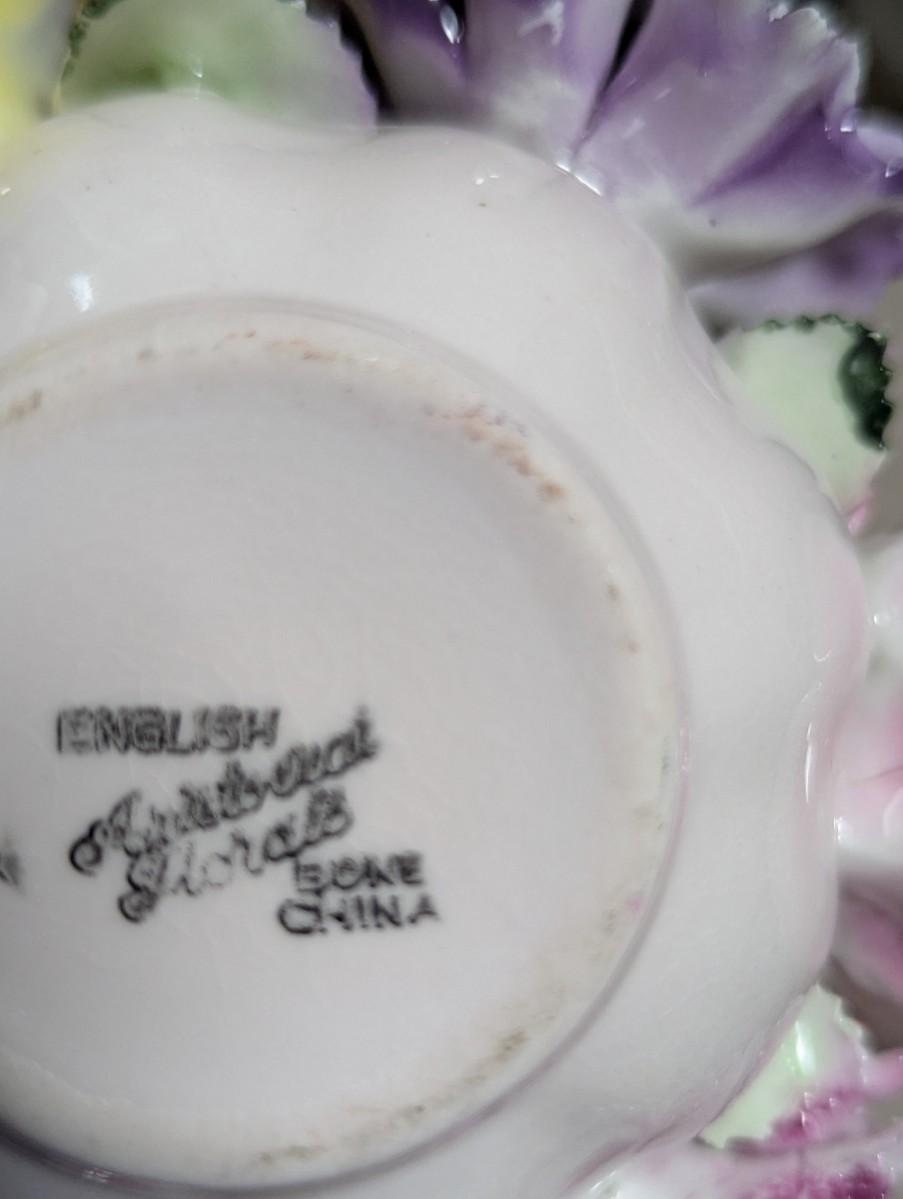 ENGLISH
Aristocrat
Florals
BONE
CHINA